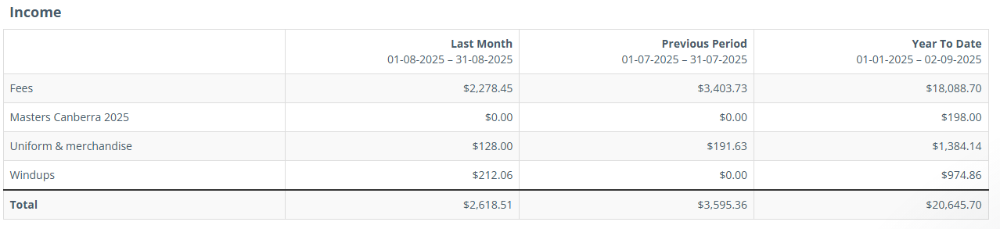 Income
Last Month Previous Period Year To Date
01-08-2025 – 31-08-2025 01-07-2025 – 31-07-2025 01-01-2025 – 02-09-2025
Fees $2,278.45 $3,403.73 $18,088.70
Masters Canberra 2025 $0.00 $0.00 $198.00
Uniform & merchandise $128.00 $191.63 $1,384.14
Windups $212.06 $0.00 $974.86
Total $2,618.51 $3,595.36 $20,645.70